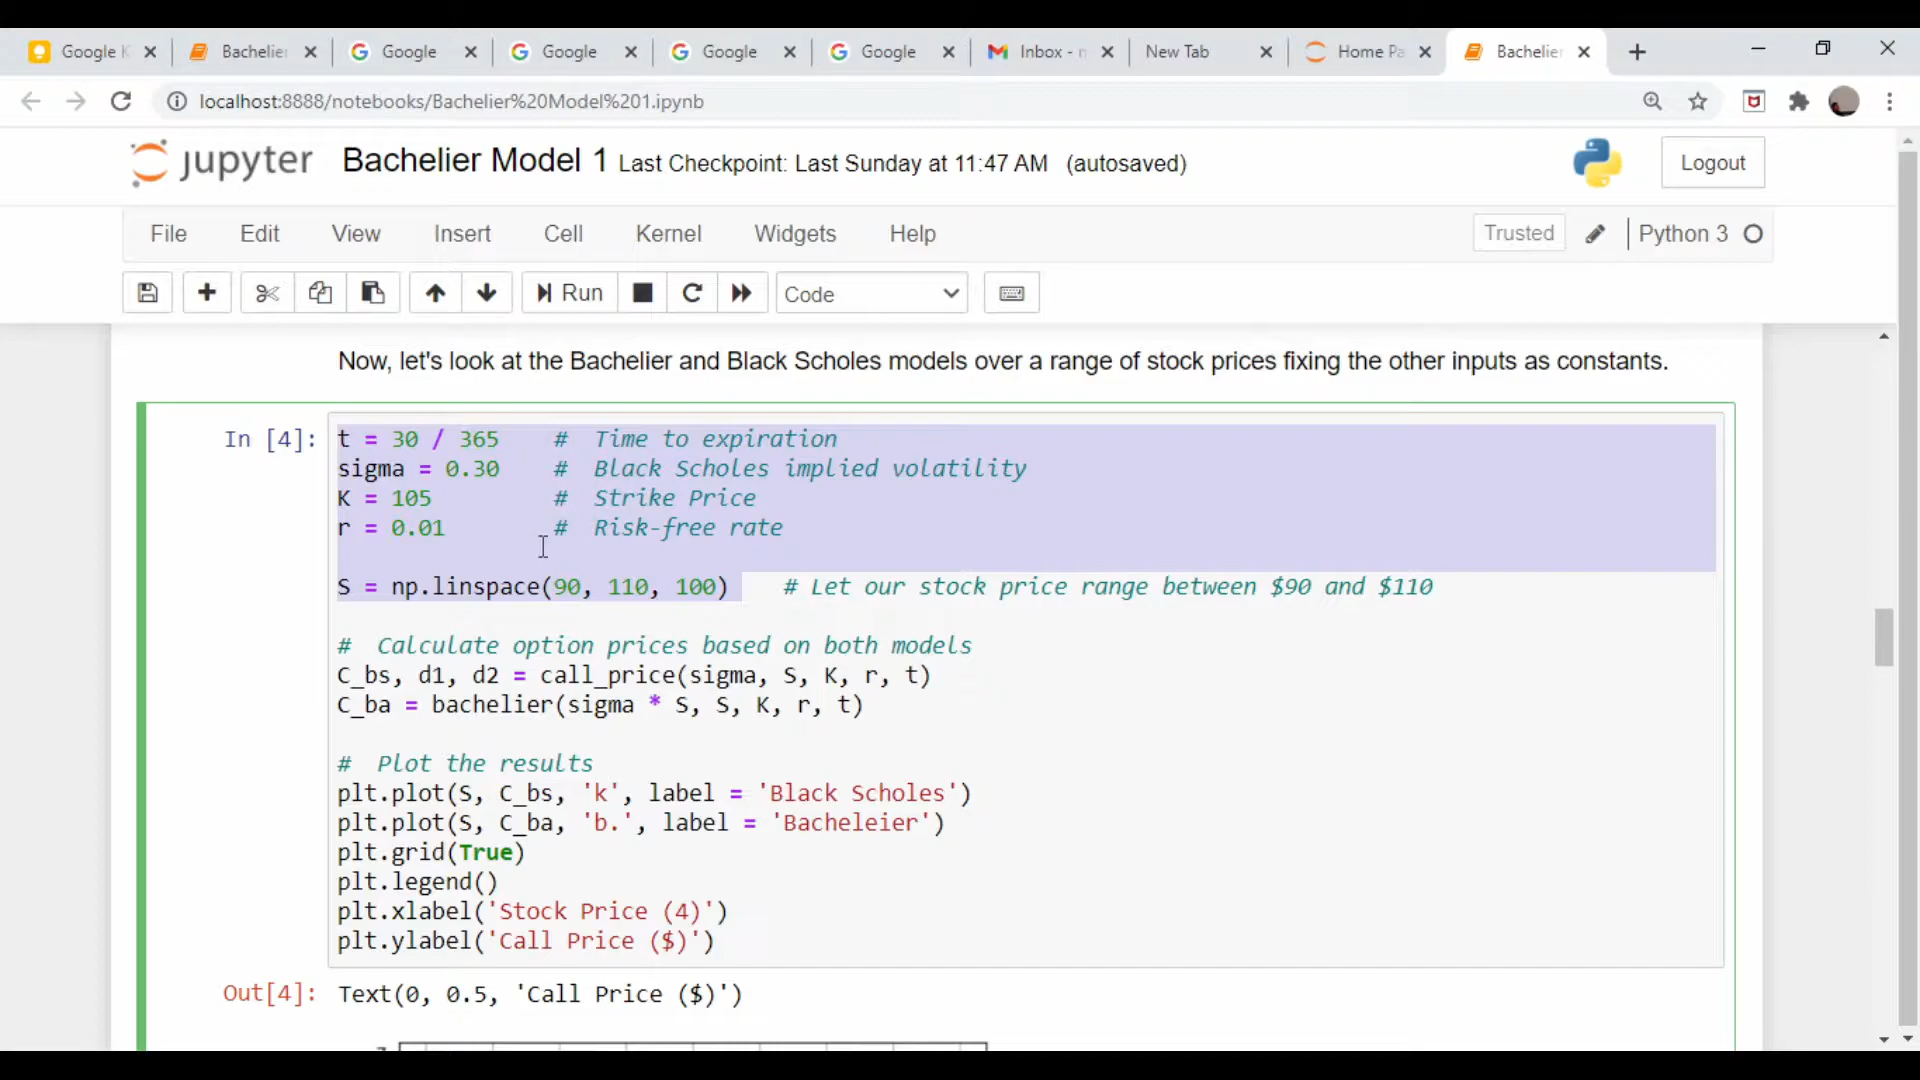 Google K
Bachelier
Google
Google
Google
Google
Inbox - m
New Tab
Home Pa
Bachelier
localhost:8888/notebooks/Bachelier%20Model%201.ipynb
jupyter Bachelier Model 1 Last Checkpoint: Last Sunday at 11:47 AM (autosaved)
Logout
File Edit View Insert Cell Kernel Widgets Help
Trusted Python 3
Run Code
Now, let's look at the Bachelier and Black Scholes models over a range of stock prices fixing the other inputs as constants.
In [4]:
t = 30 / 365 # Time to expiration
sigma = 0.30 # Black Scholes implied volatility
K = 105 # Strike Price
r = 0.01 # Risk-free rate
S = np.linspace(90, 110, 100) # Let our stock price range between $90 and $110
# Calculate option prices based on both models
C_bs, d1, d2 = call_price(sigma, S, K, r, t)
C_ba = bachelier(sigma * S, S, K, r, t)
# Plot the results
plt.plot(S, C_bs, 'k', label = 'Black Scholes')
plt.plot(S, C_ba, 'b.', label = 'Bacheleier')
plt.grid(True)
plt.legend()
plt.xlabel('Stock Price (4)')
plt.ylabel('Call Price ($)')
Out[4]: Text(0, 0.5, 'Call Price ($)')